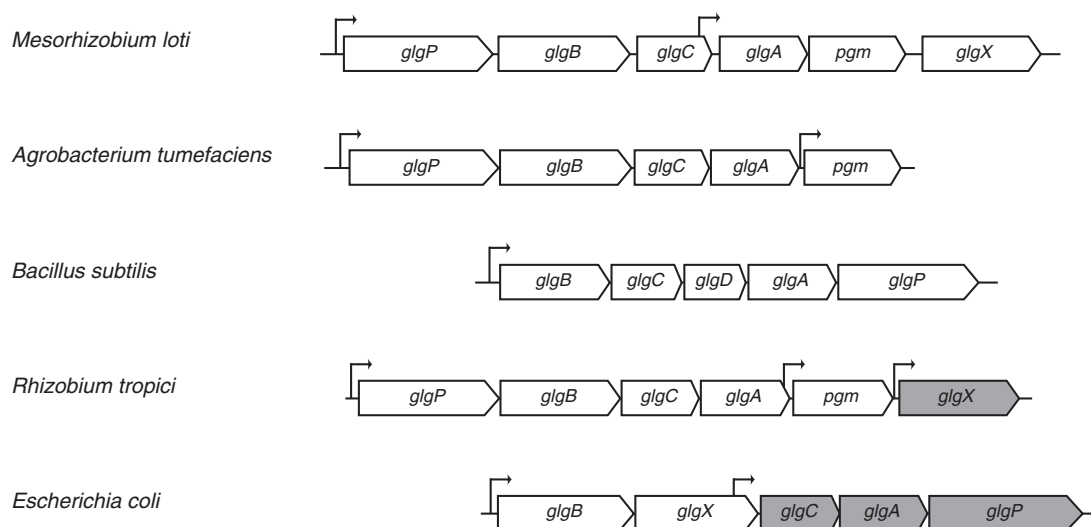 Mesorhizobium loti glgP glgB glgC glgA pgm glgX
Agrobacterium tumefaciens glgP glgB glgC glgA pgm
Bacillus subtilis glgB glgC glgD glgA glgP
Rhizobium tropici glgP glgB glgC glgA pgm glgX
Escherichia coli glgB glgX glgC glgA glgP